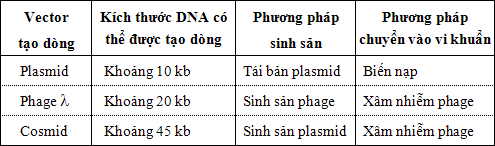 Vector Kích thước DNA có Phương pháp Phương pháp
tạo dòng thể được tạo dòng sinh sản chuyển vào vi khuẩn
Plasmid Khoảng 10 kb Tái bản plasmid Biến nạp
Phage λ Khoảng 20 kb Sinh sản phage Xâm nhiễm phage
Cosmid Khoảng 45 kb Sinh sản plasmid Xâm nhiễm phage